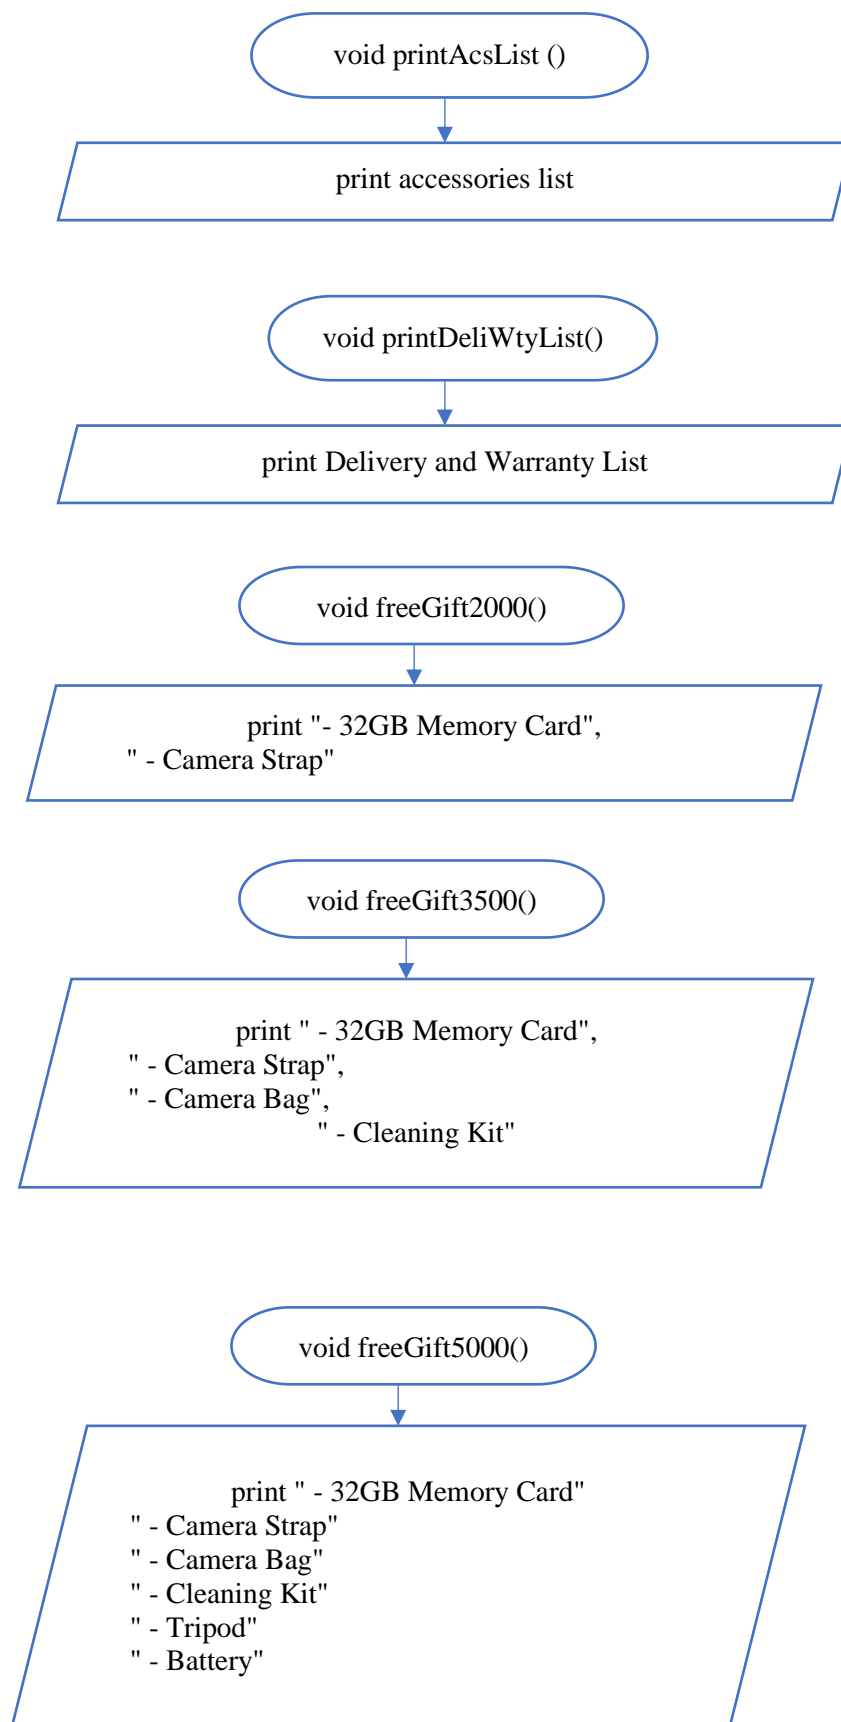 void printAcsList ()
print accessories list
void printDeliWtyList()
print Delivery and Warranty List
void freeGift2000()
print "- 32GB Memory Card",
" - Camera Strap"
void freeGift3500()
print " - 32GB Memory Card",
" - Camera Strap",
" - Camera Bag",
" - Cleaning Kit"
void freeGift5000()
print " - 32GB Memory Card"
" - Camera Strap"
" - Camera Bag"
" - Cleaning Kit"
" - Tripod"
" - Battery"